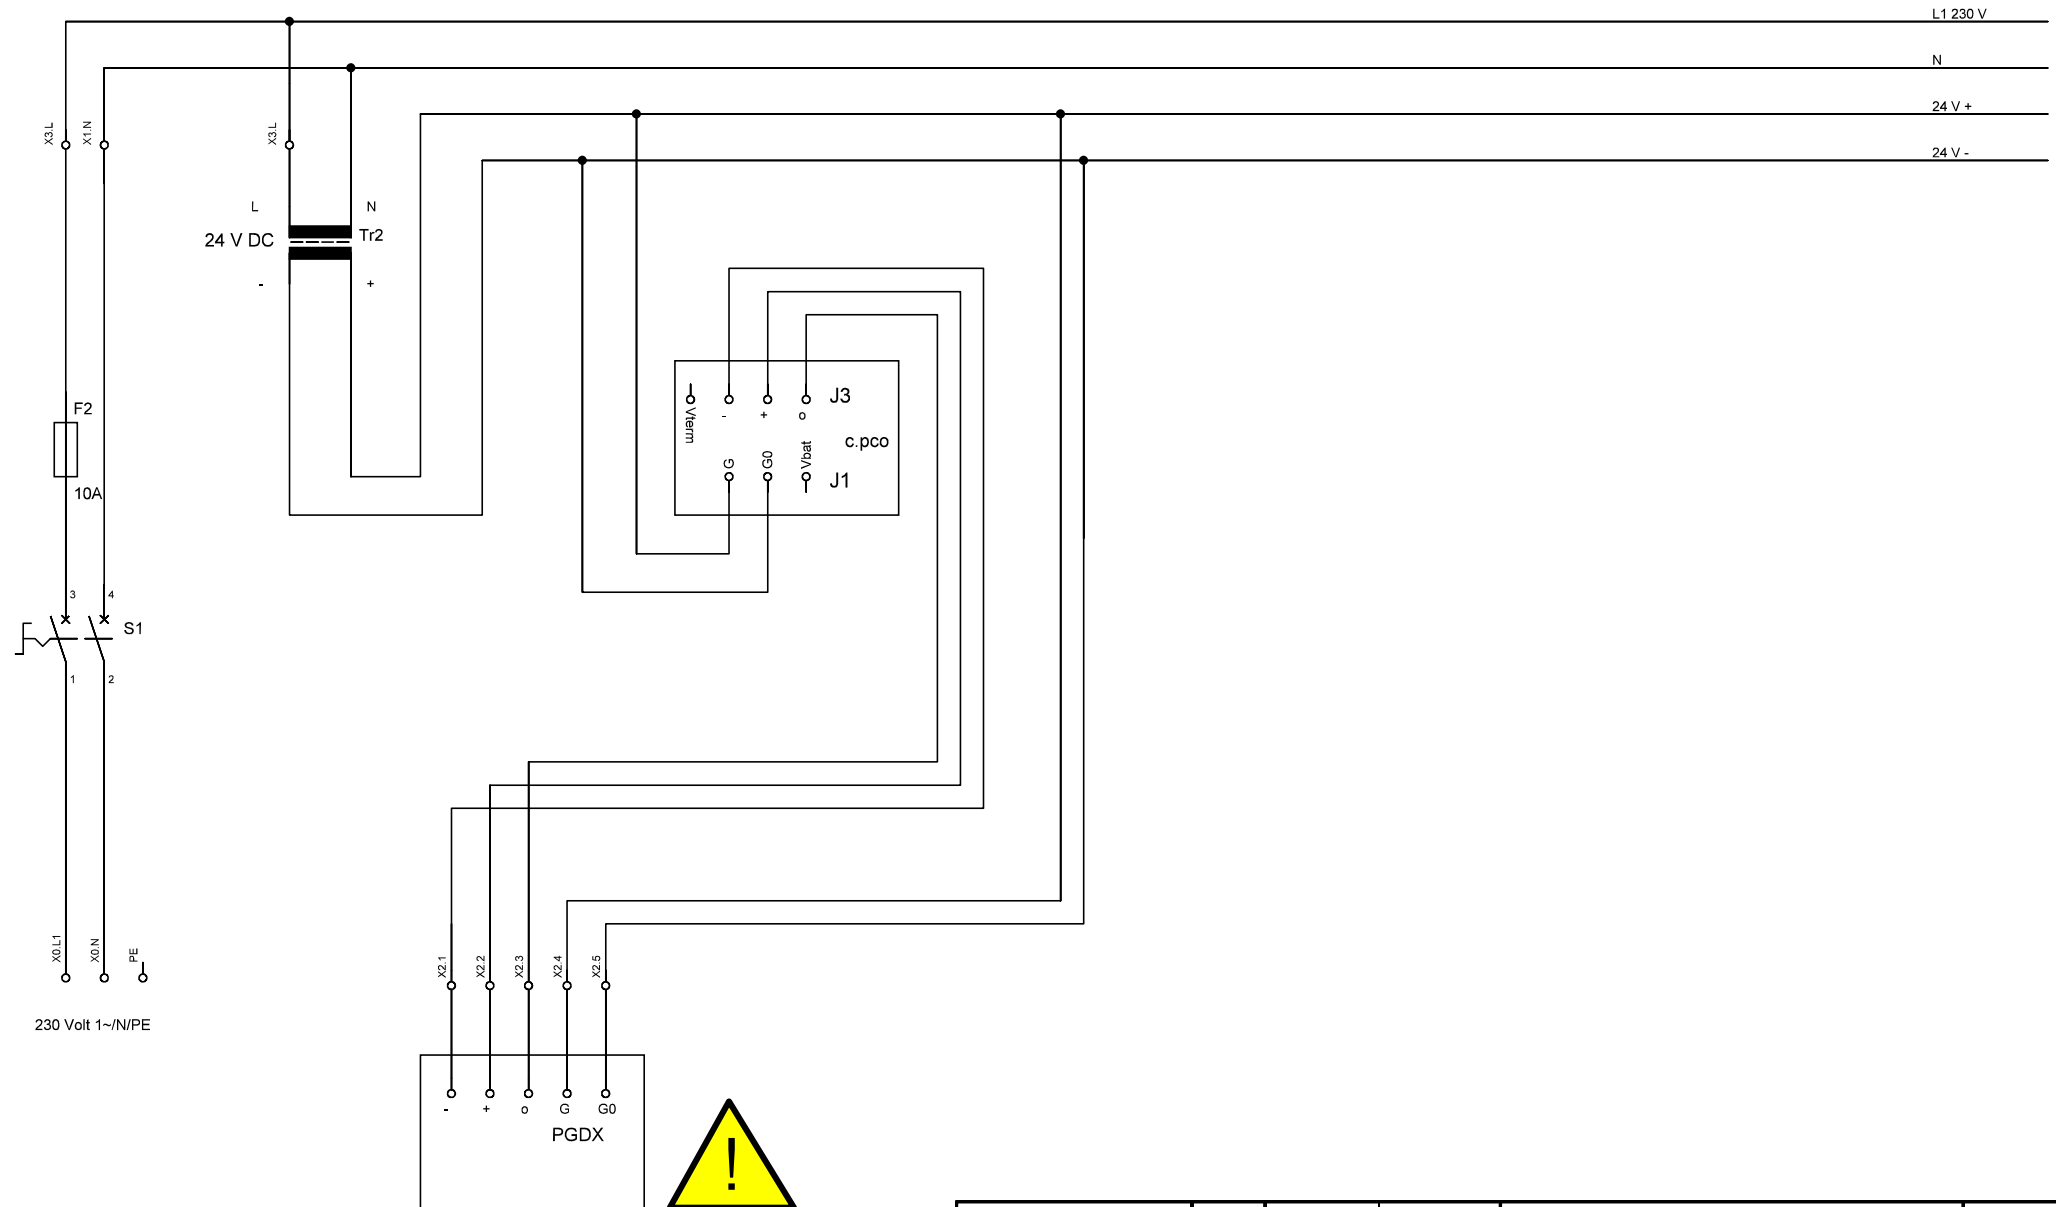 L1 230 V
N
24 V +
24 V -
X3.L
X1.N
X3.L
L
N
24 V DC
Tr2
-
+
F2
10A
J3
Vterm
-
+
o
c.pco
G
G0
Vbat
J1
3
4
S1
1
2
X0.L1
X0.N
PE
230 Volt 1~/N/PE
X2.1
X2.2
X2.3
X2.4
X2.5
-
+
o
G
G0
PGDX
!